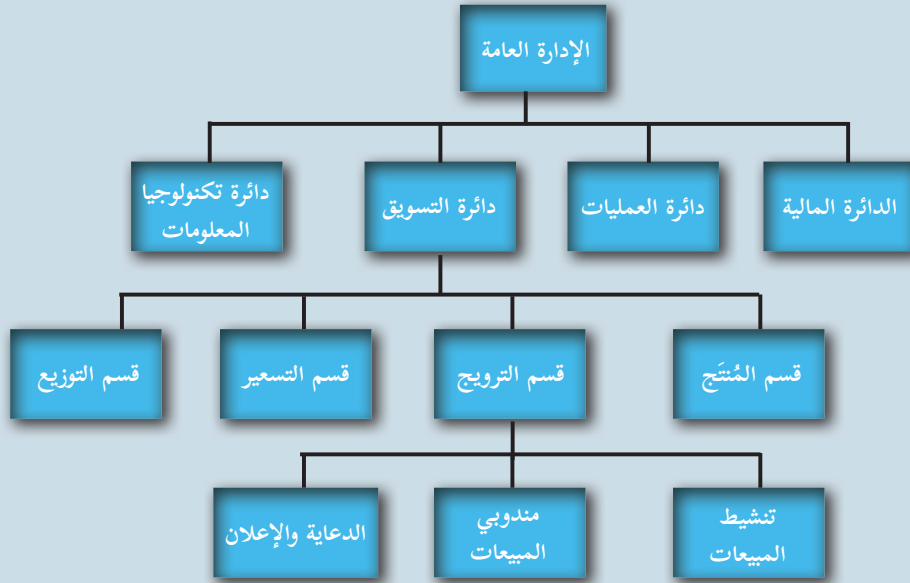 الإدارة العامة
الدائرة المالية
دائرة العمليات
دائرة التسويق
دائرة تكنولوجيا
المعلومات
قسم المُنتَج
قسم الترويج
قسم التسعير
قسم التوزيع
تنشيط
المبيعات
مندوبي
المبيعات
الدعاية والإعلان